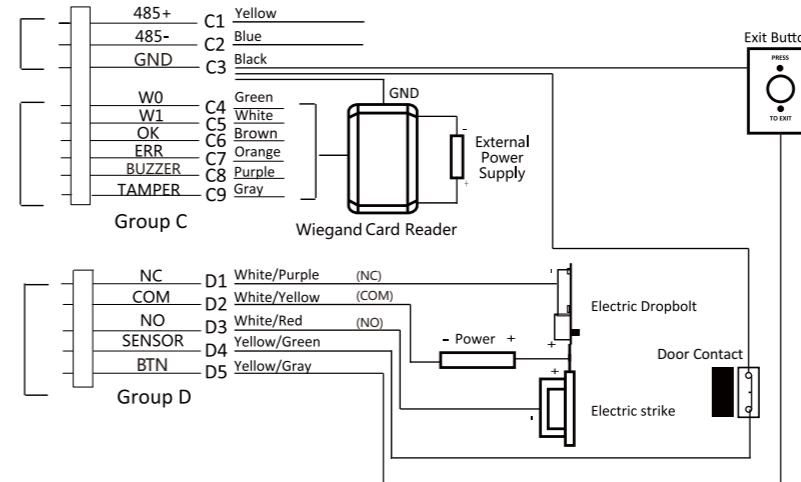 485+ C1 Yellow
485- C2 Blue
GND C3 Black
Exit Butto
PRESS
TO EXIT
GND
W0 C4 Green
W1 C5 White
OK C6 Brown
ERR C7 Orange
BUZZER C8 Purple
TAMPER C9 Gray
Group C
-
External
Power
Supply
+
Wiegand Card Reader
NC D1 White/Purple (NC)
COM D2 White/Yellow (COM)
NO D3 White/Red (NO)
SENSOR D4 Yellow/Green
BTN D5 Yellow/Gray
Group D
-
Electric Dropbolt
+
- Power +
Door Contact
+
-
Electric strike